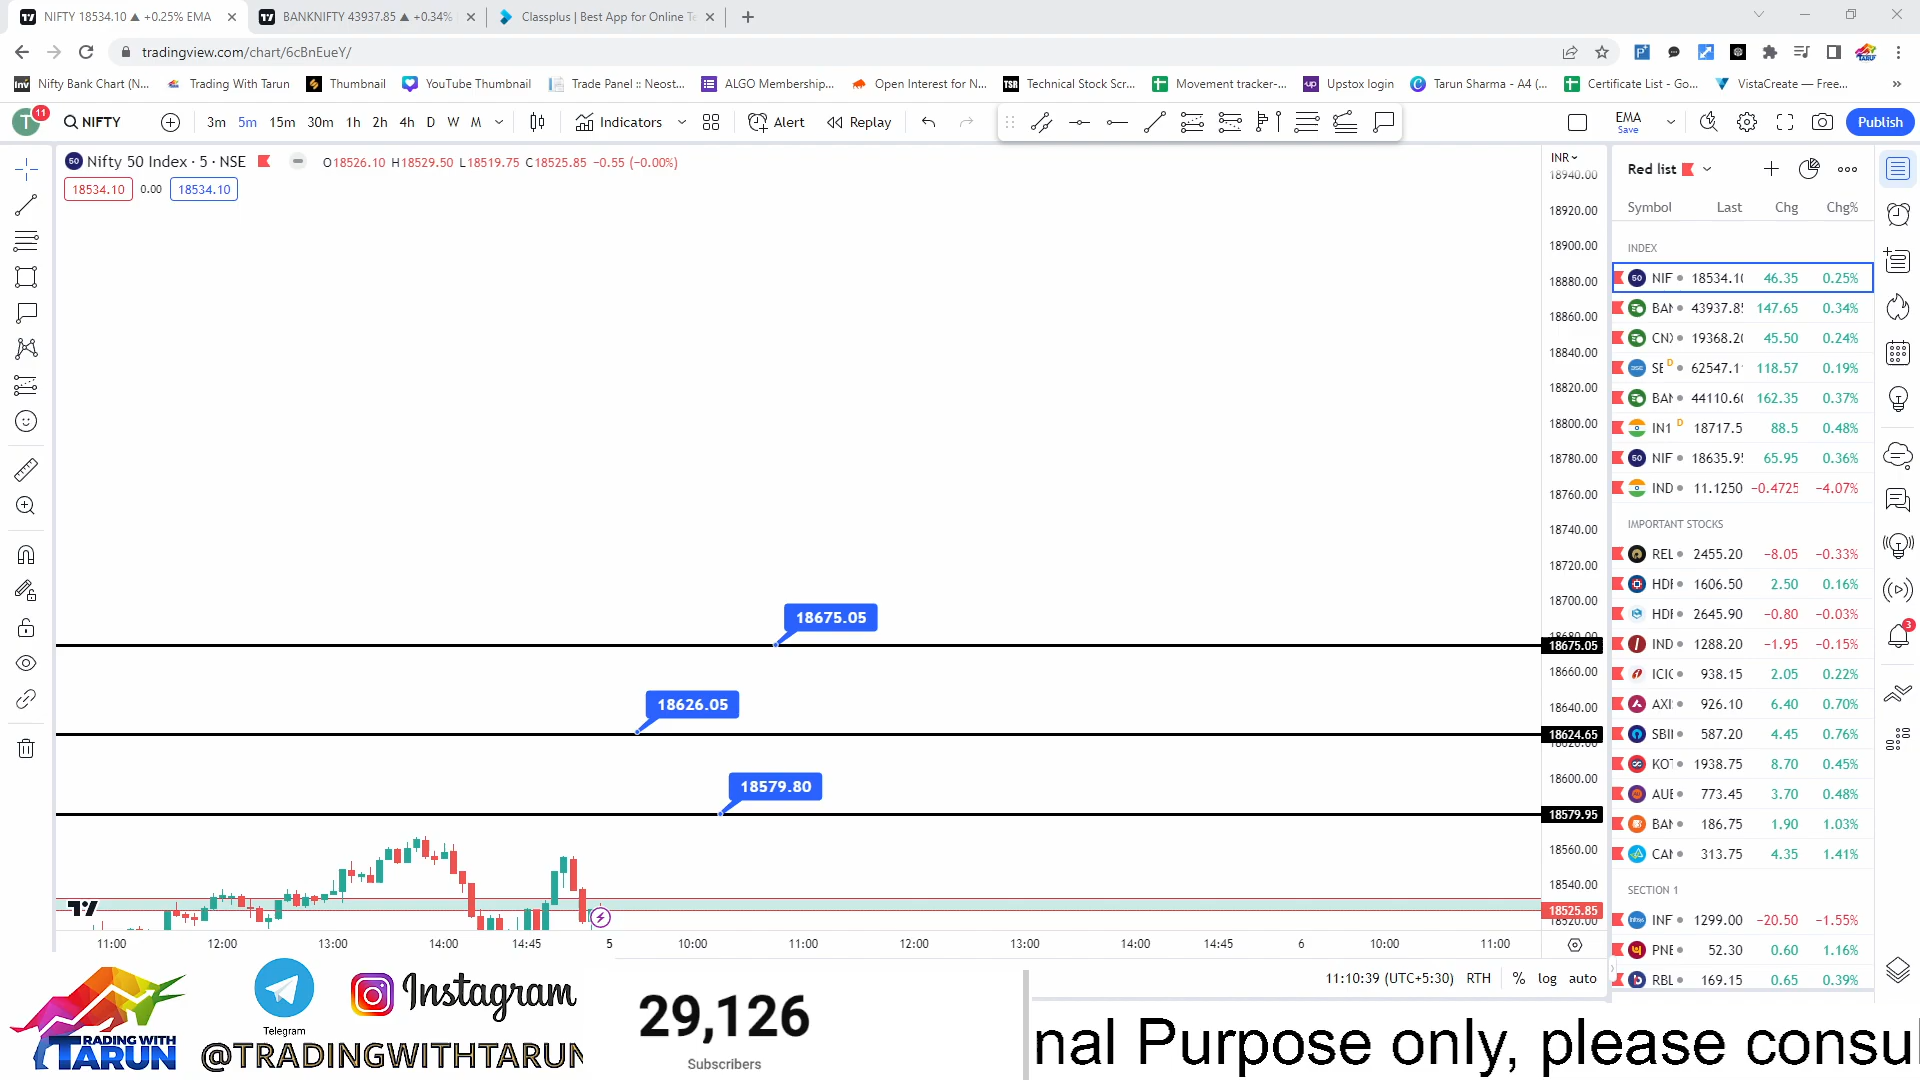 NIFTY 18534.10 ▲ +0.25% EMA
BANKNIFTY 43937.85 ▲ +0.34%
Classplus | Best App for Online Te
tradingview.com/chart/6cBnEueY/
Nifty Bank Chart (N...
Trading With Tarun
Thumbnail
YouTube Thumbnail
Trade Panel :: Neost...
ALGO Membership...
Open Interest for N...
Technical Stock Scr...
Movement tracker-...
Upstox login
Tarun Sharma - A4 (...
Certificate List - Go...
VistaCreate — Free...
T 11
NIFTY
3m 5m 15m 30m 1h 2h 4h D W M
Indicators
Alert
Replay
EMA
Save
Publish
Nifty 50 Index · 5 · NSE
O18526.10 H18529.50 L18519.75 C18525.85 −0.55 (−0.00%)
18534.10 0.00 18534.10
INR
18940.00
18920.00
18900.00
18880.00
18860.00
18840.00
18820.00
18800.00
18780.00
18760.00
18740.00
18720.00
18700.00
18675.05
18675.05
18660.00
18626.05
18640.00
18624.65
18579.80
18600.00
18579.95
18560.00
18540.00
18525.85
18520.00
11:00 12:00 13:00 14:00 14:45 5 10:00 11:00 12:00 13:00 14:00 14:45 6 10:00 11:00
11:10:39 (UTC+5:30) RTH % log auto
Red list
Symbol Last Chg Chg%
INDEX
NIF 18534.10 46.35 0.25%
BAN 43937.85 147.65 0.34%
CNX 19368.20 45.50 0.24%
SE D 62547.1 118.57 0.19%
BAN 44110.60 162.35 0.37%
IN1 D 18717.5 88.5 0.48%
NIF 18635.95 65.95 0.36%
IND 11.1250 −0.4725 −4.07%
IMPORTANT STOCKS
REL 2455.20 −8.05 −0.33%
HDF 1606.50 2.50 0.16%
HDF 2645.90 −0.80 −0.03%
IND 1288.20 −1.95 −0.15%
ICIC 938.15 2.05 0.22%
AXI 926.10 6.40 0.70%
SBI 587.20 4.45 0.76%
KOT 1938.75 8.70 0.45%
AUE 773.45 3.70 0.48%
BAN 186.75 1.90 1.03%
CAN 313.75 4.35 1.41%
SECTION 1
INF 1299.00 −20.50 −1.55%
PNE 52.30 0.60 1.16%
RBL 169.15 0.65 0.39%
3
TRADING WITH
TARUN
Telegram
Instagram
@TRADINGWITHTARUN
29,126
Subscribers
nal Purpose only, please consu